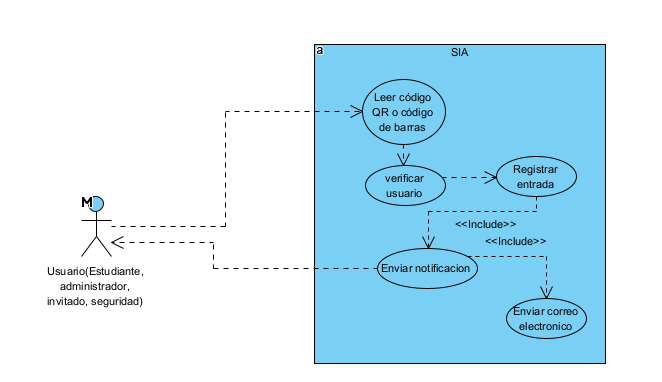 a
SIA
Leer código
QR o código
de barras
verificar
usuario
Registrar
entrada
<<Include>>
<<Include>>
Enviar notificacion
Enviar correo
electronico
M
Usuario(Estudiante,
administrador,
invitado, seguridad)